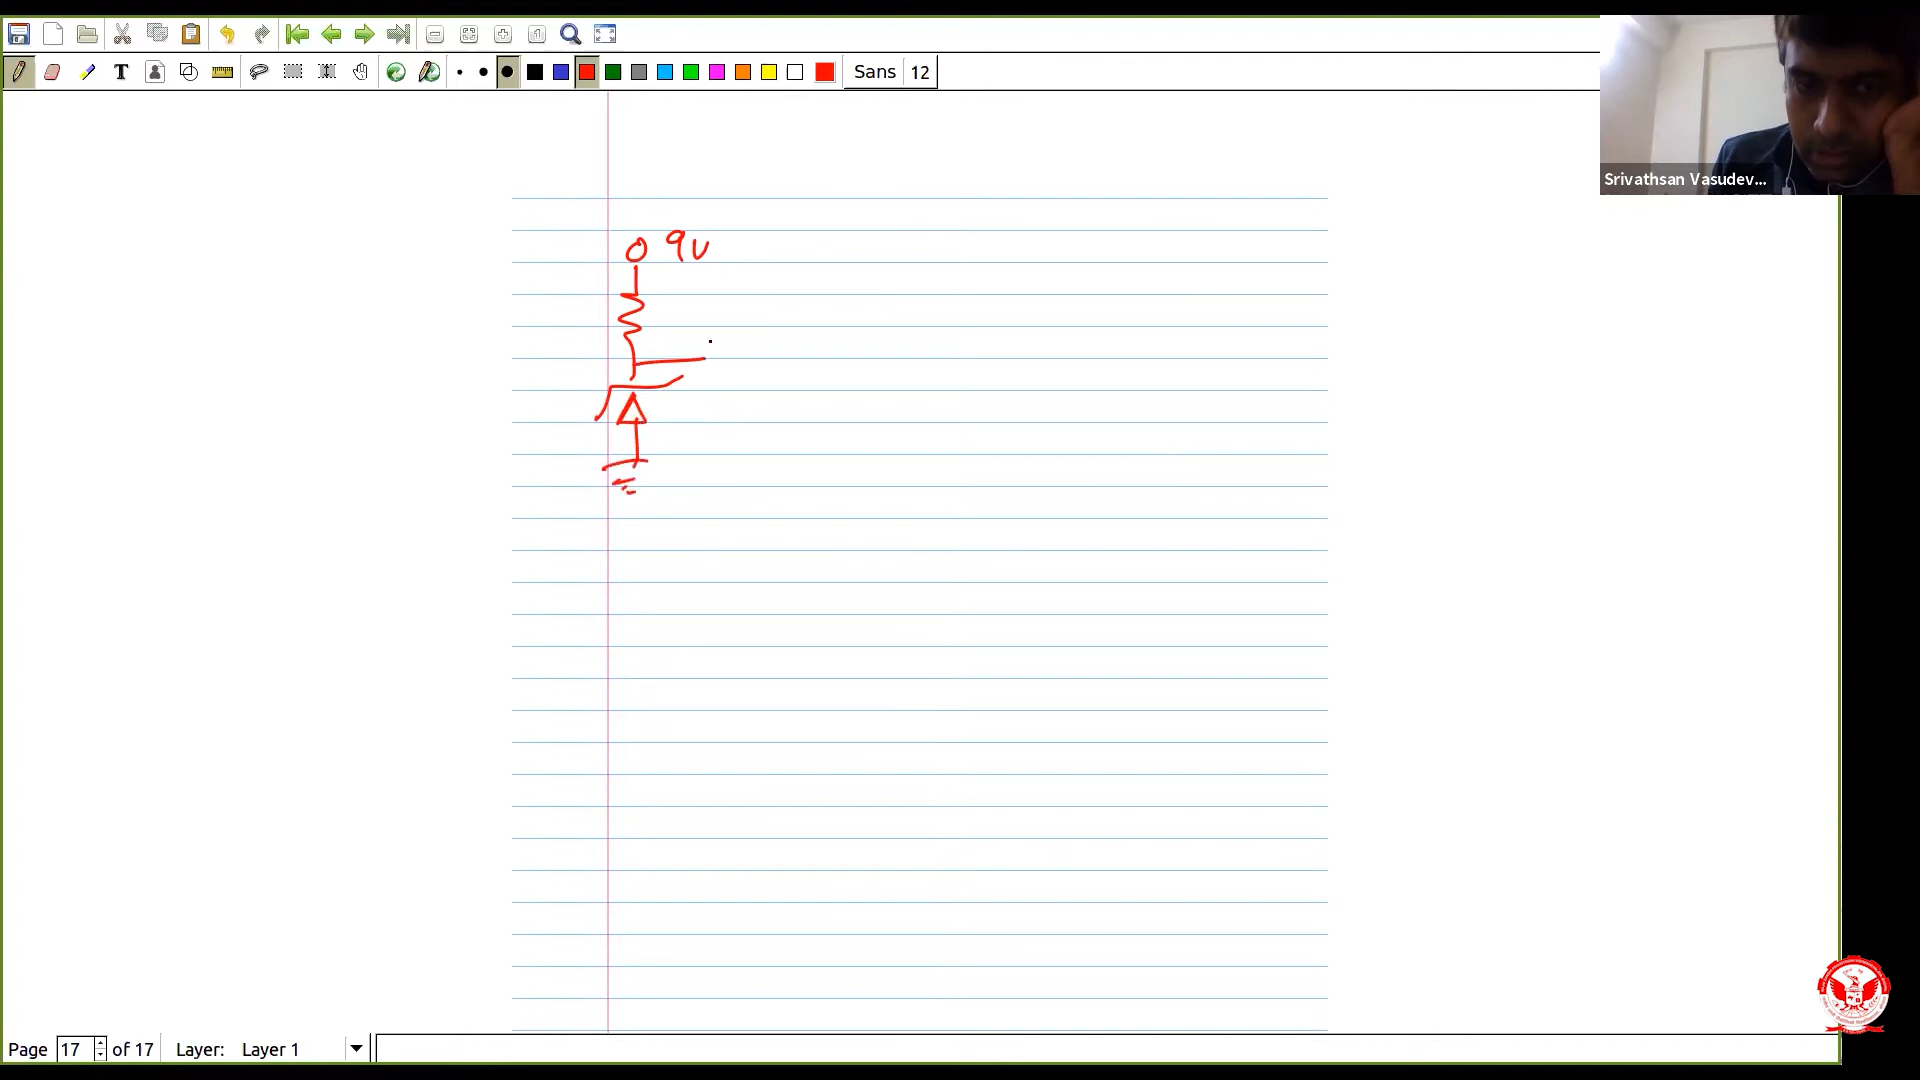 Sans 12
Srivathsan Vasudev...
9V
Page 17 of 17 Layer: Layer 1